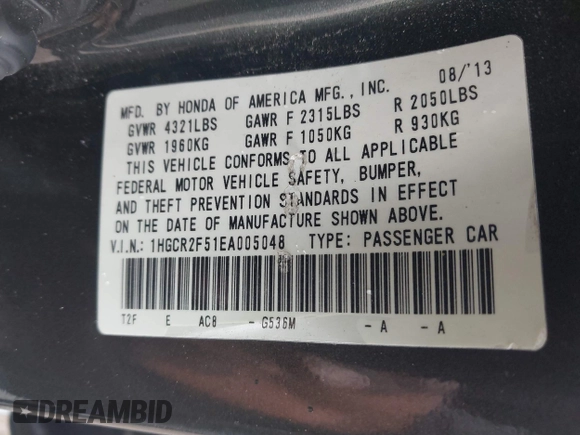 MFD. BY HONDA OF AMERICA MFG., INC. 08/'13
GVWR 4321LBS GAWR F 2315LBS R 2050LBS
GVWR 1960KG GAWR F 1050KG R 930KG
THIS VEHICLE CONFORMS TO ALL APPLICABLE
FEDERAL MOTOR VEHICLE SAFETY, BUMPER,
AND THEFT PREVENTION STANDARDS IN EFFECT
ON THE DATE OF MANUFACTURE SHOWN ABOVE.
V.I.N.: 1HGCR2F51EA005048 TYPE: PASSENGER CAR
T2F E AC8 - G536M - A - A
DREAMBID